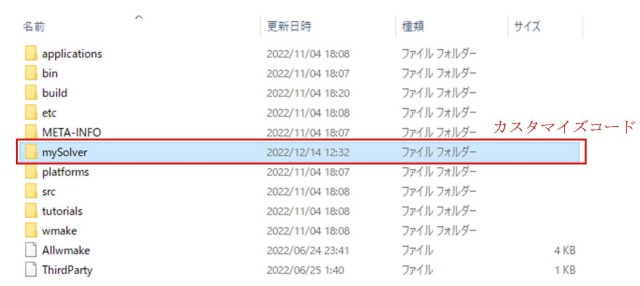 名前 更新日時 種類 サイズ
applications 2022/11/04 18:08 ファイル フォルダー
bin 2022/11/04 18:07 ファイル フォルダー
build 2022/11/04 18:20 ファイル フォルダー
etc 2022/11/04 18:08 ファイル フォルダー
META-INFO 2022/11/04 18:07 ファイル フォルダー
カスタマイズコード
mySolver 2022/12/14 12:32 ファイル フォルダー
platforms 2022/11/04 18:07 ファイル フォルダー
src 2022/11/04 18:08 ファイル フォルダー
tutorials 2022/11/04 18:08 ファイル フォルダー
wmake 2022/11/04 18:08 ファイル フォルダー
Allwmake 2022/06/24 23:41 ファイル 4 KB
ThirdParty 2022/06/25 1:40 ファイル 1 KB